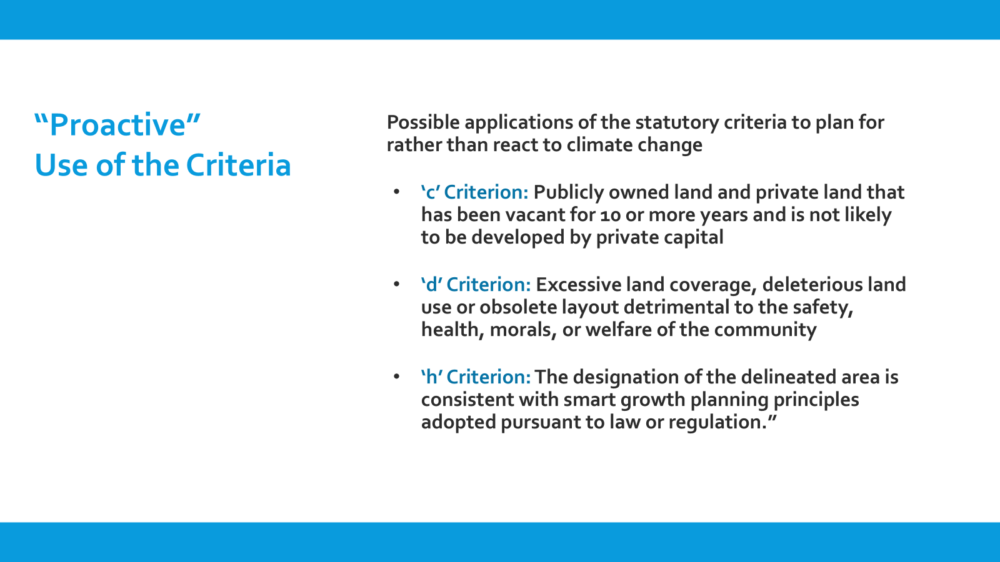 “Proactive”
Use of the Criteria
Possible applications of the statutory criteria to plan for
rather than react to climate change
• ‘c’ Criterion: Publicly owned land and private land that
has been vacant for 10 or more years and is not likely
to be developed by private capital
• ‘d’ Criterion: Excessive land coverage, deleterious land
use or obsolete layout detrimental to the safety,
health, morals, or welfare of the community
• ‘h’ Criterion: The designation of the delineated area is
consistent with smart growth planning principles
adopted pursuant to law or regulation.”